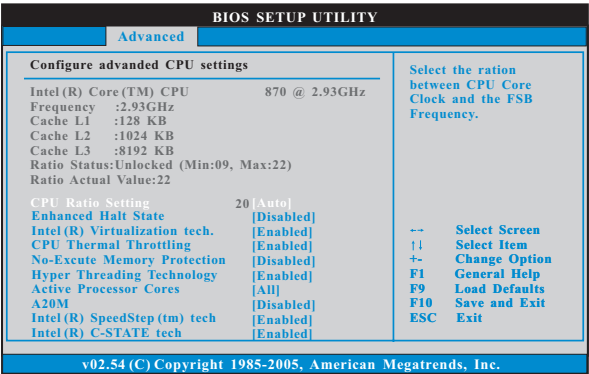 BIOS SETUP UTILITY
Advanced
Configure advanded CPU settings
Intel(R) Core(TM) CPU 870 @ 2.93GHz
Frequency :2.93GHz
Cache L1 :128 KB
Cache L2 :1024 KB
Cache L3 :8192 KB
Ratio Status:Unlocked (Min:09, Max:22)
Ratio Actual Value:22
CPU Ratio Setting 20 [Auto]
Enhanced Halt State [Disabled]
Intel(R) Virtualization tech. [Enabled]
CPU Thermal Throttling [Enabled]
No-Excute Memory Protection [Disabled]
Hyper Threading Technology [Enabled]
Active Processor Cores [All]
A20M [Disabled]
Intel(R) SpeedStep(tm) tech [Enabled]
Intel(R) C-STATE tech [Enabled]
Select the ration
between CPU Core
Clock and the FSB
Frequency.
←→ Select Screen
↑↓ Select Item
+- Change Option
F1 General Help
F9 Load Defaults
F10 Save and Exit
ESC Exit
v02.54 (C) Copyright 1985-2005, American Megatrends, Inc.